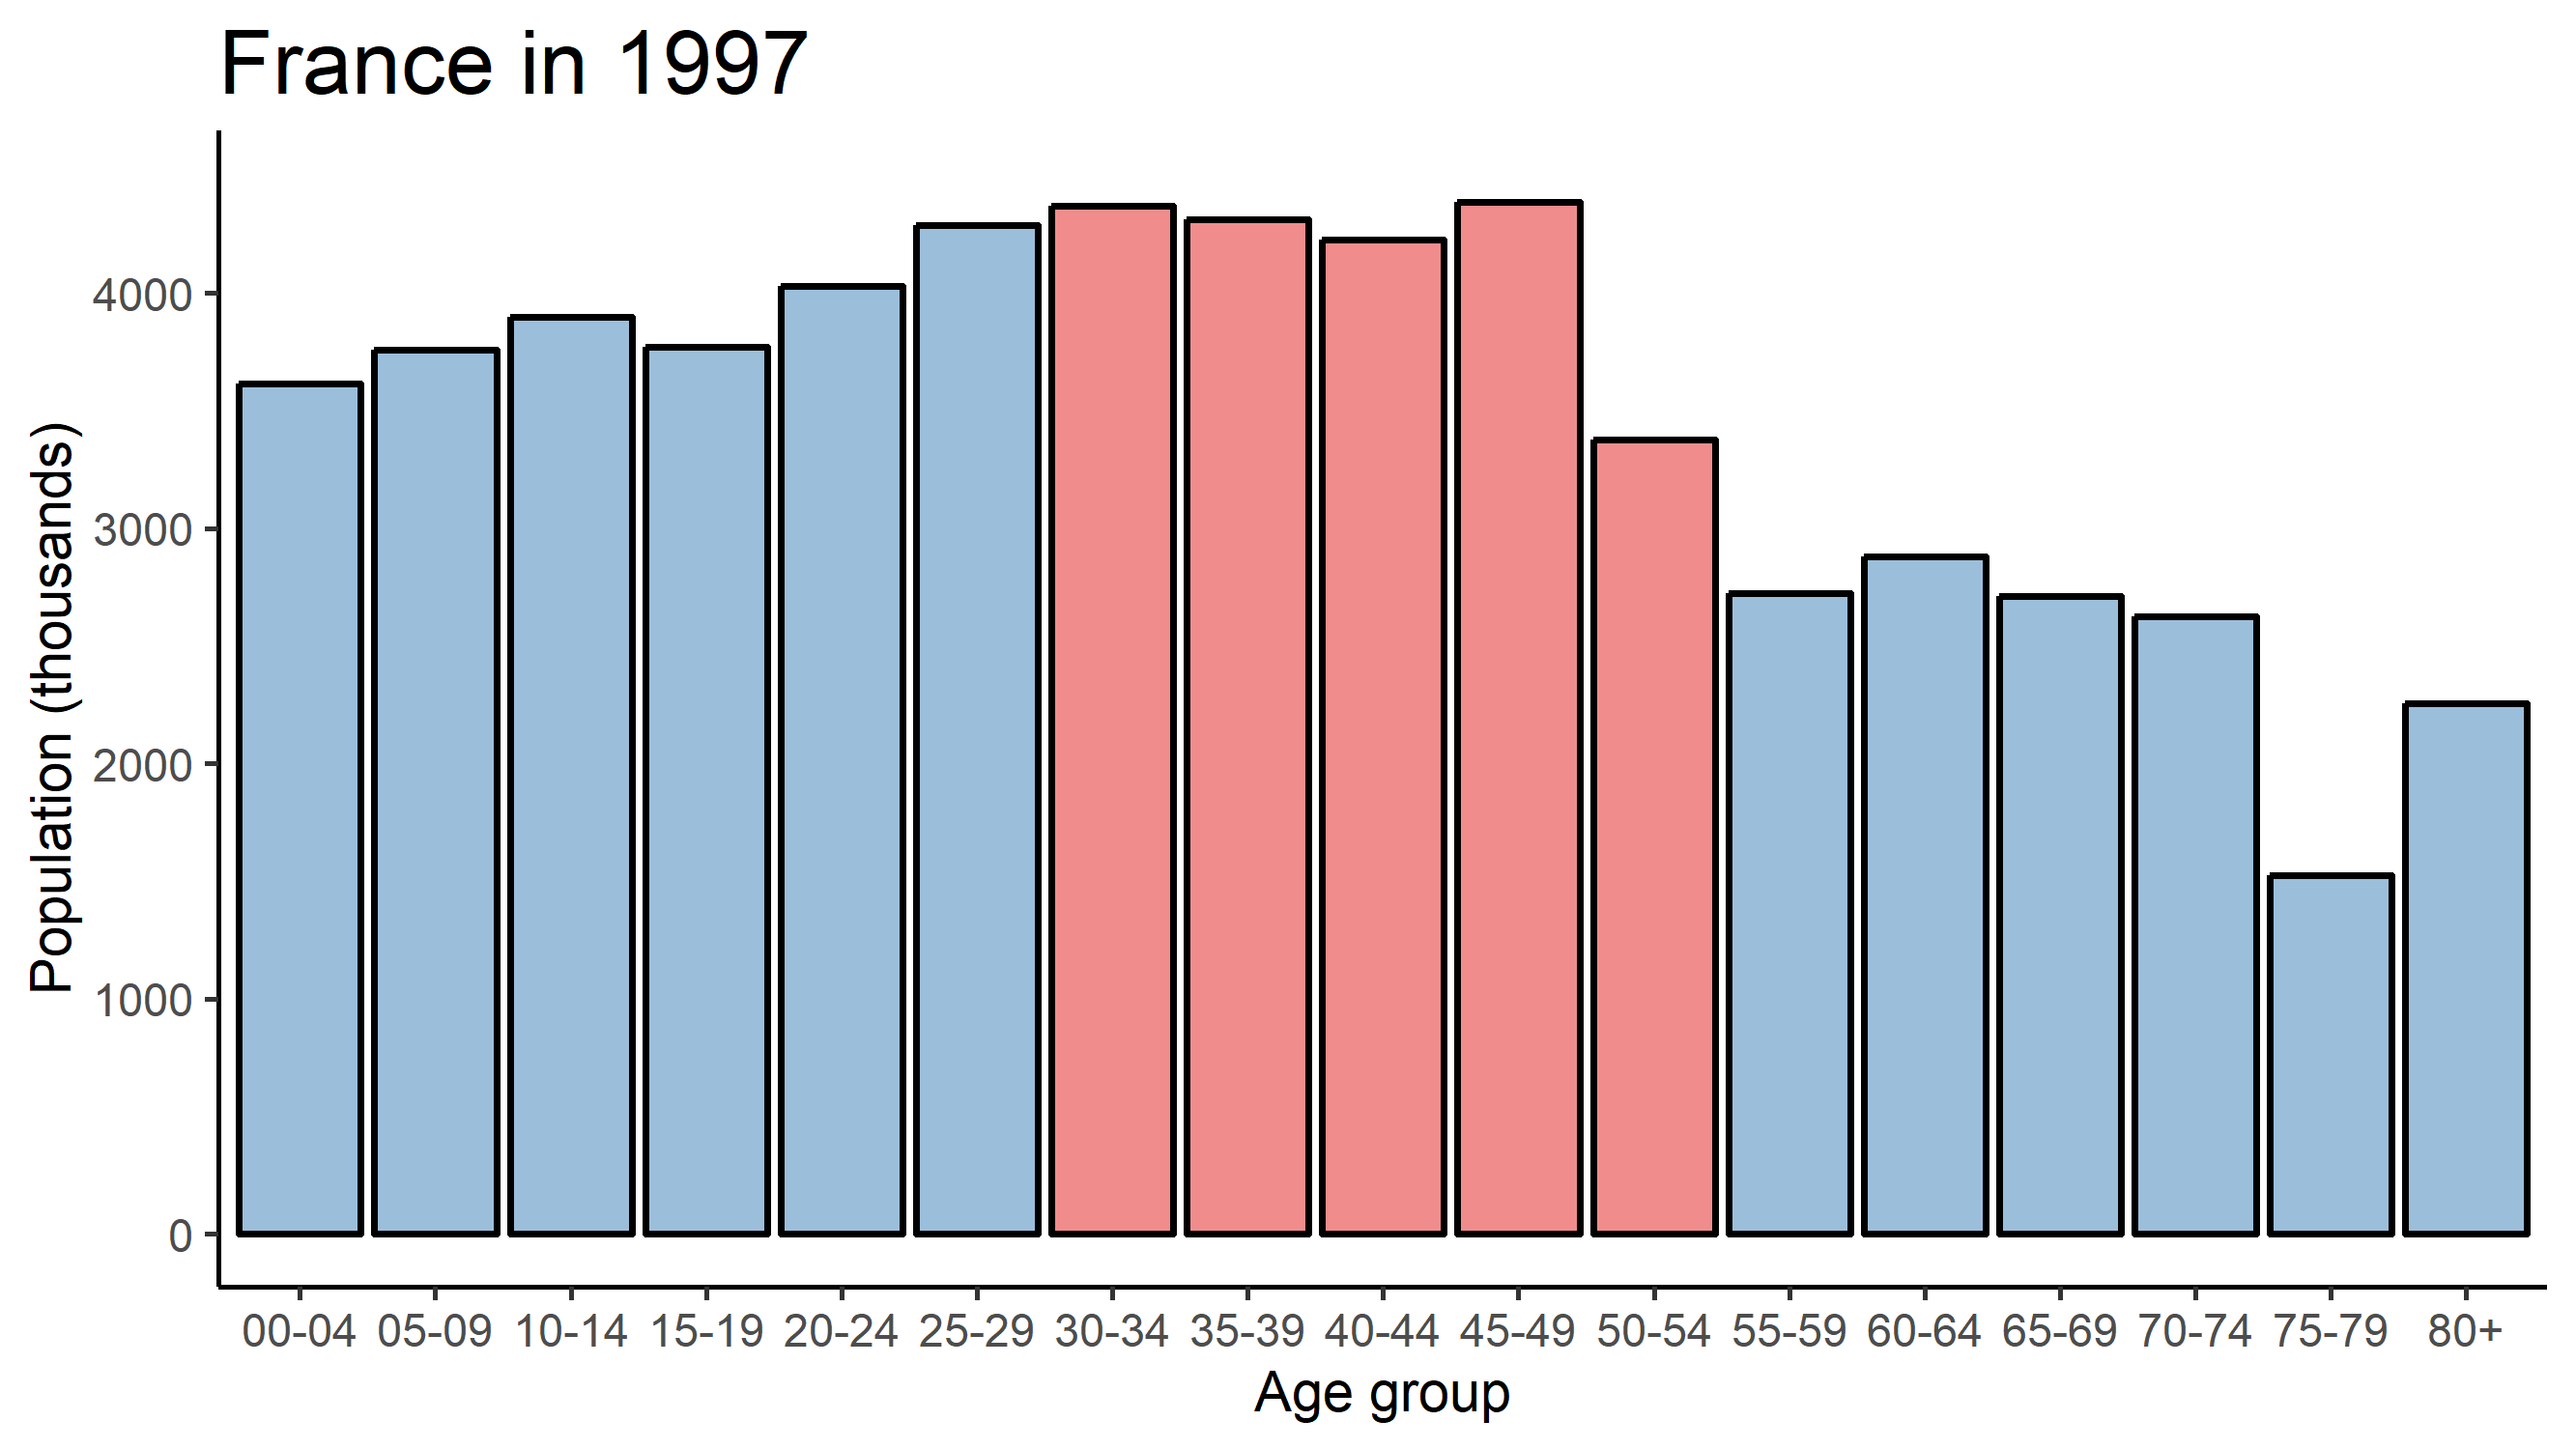 France in 1997
Population (thousands)
4000
3000
2000
1000
0
00-04 05-09 10-14 15-19 20-24 25-29 30-34 35-39 40-44 45-49 50-54 55-59 60-64 65-69 70-74 75-79 80+
Age group